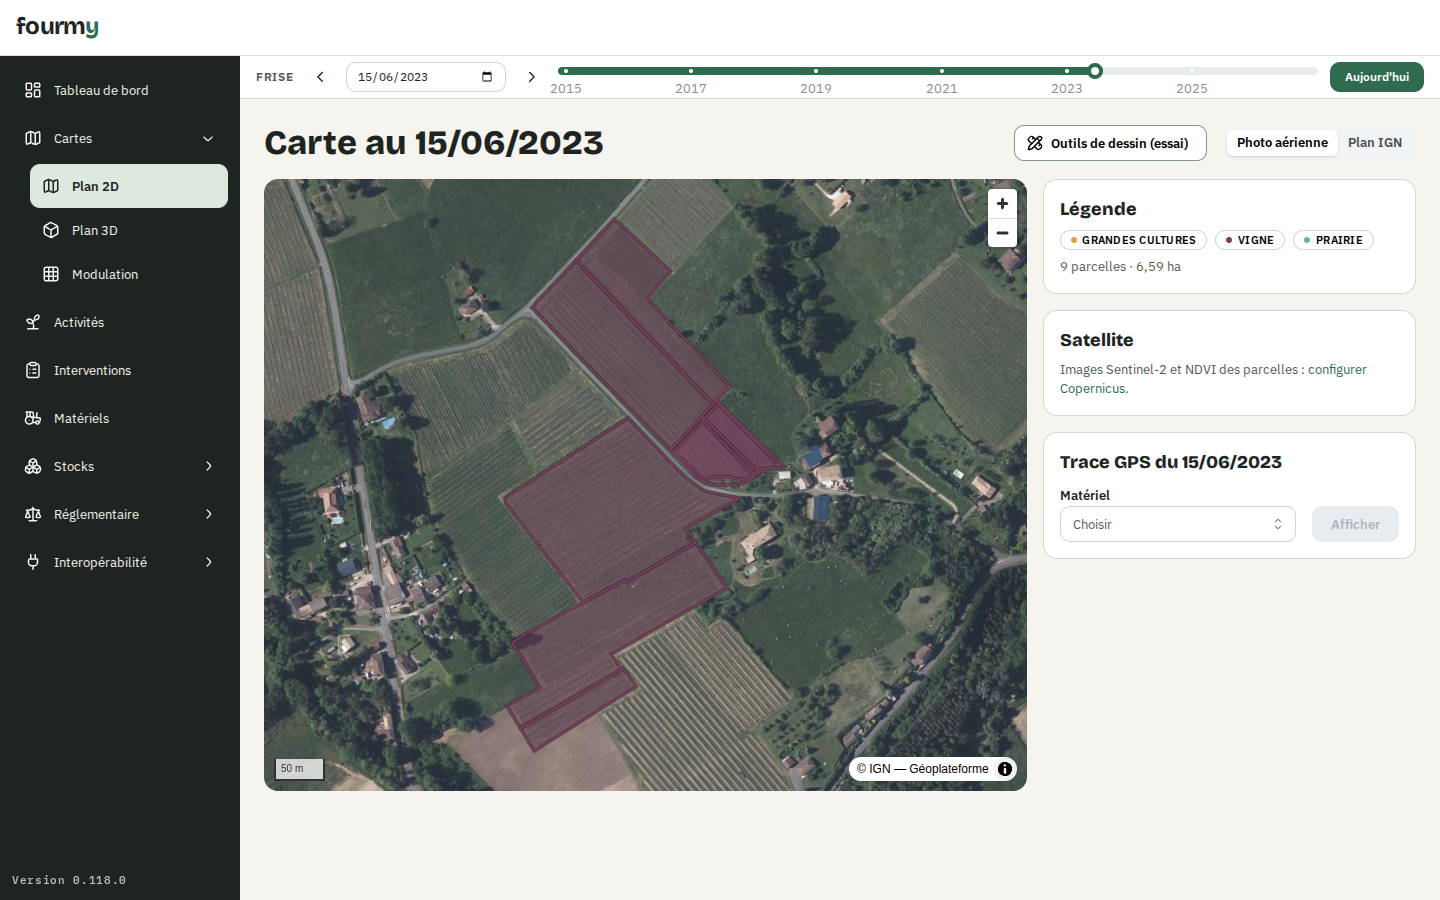 fourmy
FRISE
15/06/2023
2015
2017
2019
2021
2023
2025
Aujourd'hui
Tableau de bord
Cartes
Plan 2D
Plan 3D
Modulation
Activités
Interventions
Matériels
Stocks
Réglementaire
Interopérabilité
Version 0.118.0
Carte au 15/06/2023
Outils de dessin (essai)
Photo aérienne
Plan IGN
+
−
50 m
© IGN — Géoplateforme
Légende
GRANDES CULTURES
VIGNE
PRAIRIE
9 parcelles · 6,59 ha
Satellite
Images Sentinel-2 et NDVI des parcelles : configurer
Copernicus.
Trace GPS du 15/06/2023
Matériel
Choisir
Afficher